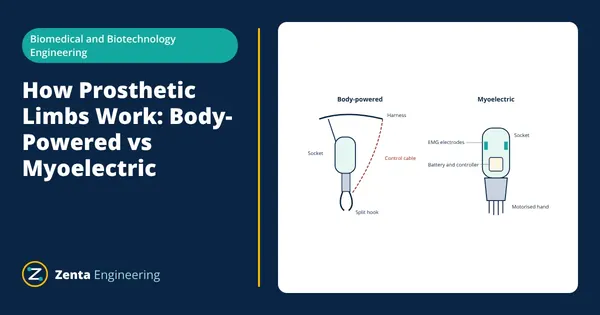 Biomedical and Biotechnology
Engineering
How Prosthetic
Limbs Work: Body-
Powered vs
Myoelectric
Zenta Engineering
Body-powered
Harness
Socket
Control cable
Split hook
Myoelectric
EMG electrodes
Socket
Battery and controller
Motorised hand